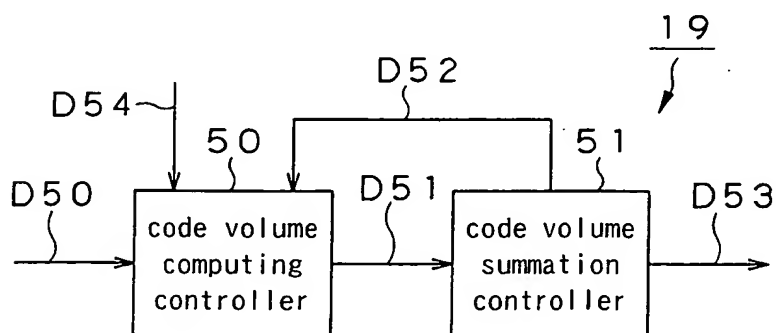 19
D52
D54
50
51
D50
D51
D53
code volume
computing
controller
code volume
summation
controller